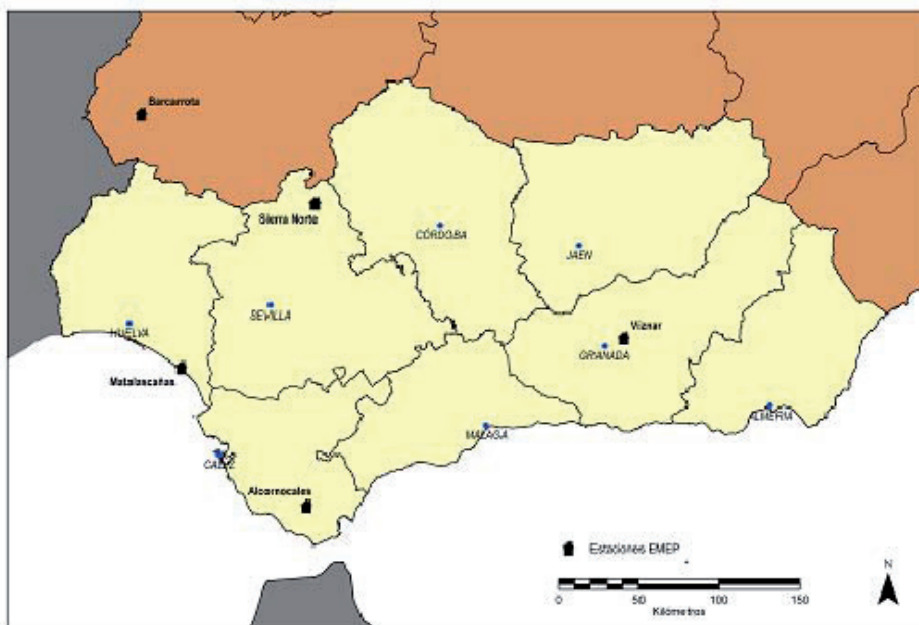 Barcarrota
Sierra Norte
CÓRDOBA
JAEN
HUELVA
SEVILLA
Víznar
GRANADA
Matalascañas
ALMERIA
MALAGA
CADIZ
Alcornocales
Estaciones EMEP
N
0 50 100 150
Kilómetros